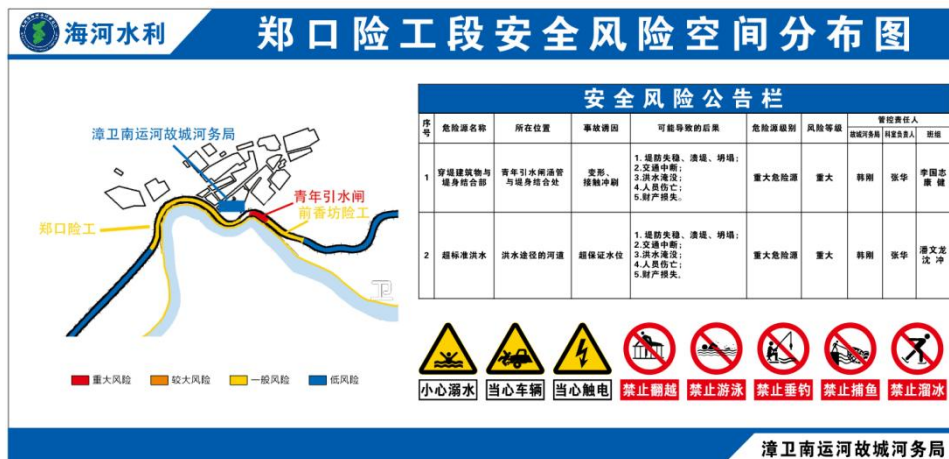 海河水利
郑口险工段安全风险空间分布图
漳卫南运河故城河务局
青年引水闸
前香坊险工
郑口险工
卫
重大风险
较大风险
一般风险
低风险
安全风险公告栏
序号 危险源名称 所在位置 事故诱因 可能导致的后果 危险源级别 风险等级 管控责任人
故城河务局 科室负责人 班组
1 穿堤建筑物与堤身结合部 青年引水闸涵管与堤身结合处 变形、接触冲刷 重大危险源 重大 韩刚 张华 李国志 康健
1.堤防失稳、溃堤、坍塌；
2.交通中断；
3.洪水淹没；
4.人员伤亡；
5.财产损失。
2 超标准洪水 洪水途径的河道 超保证水位 重大危险源 重大 韩刚 张华 潘文龙 沈冲
1.堤防失稳、溃堤、坍塌；
2.交通中断；
3.洪水淹没；
4.人员伤亡；
5.财产损失。
小心溺水
当心车辆
当心触电
禁止翻越
禁止游泳
禁止垂钓
禁止捕鱼
禁止溜冰
漳卫南运河故城河务局